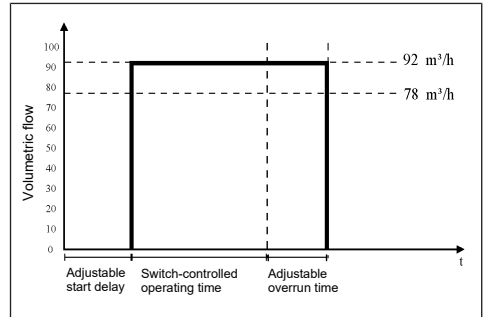 100
92 m³/h
90
80
78 m³/h
70
60
50
40
30
20
10
0
Volumetric flow
t
Adjustable
start delay
Switch-controlled
operating time
Adjustable
overrun time